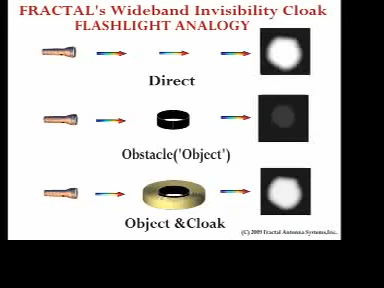 FRACTAL's Wideband Invisibility Cloak
FLASHLIGHT ANALOGY
Direct
Obstacle('Object')
Object &Cloak
(C) 2009 Fractal Antenna Systems,Inc.